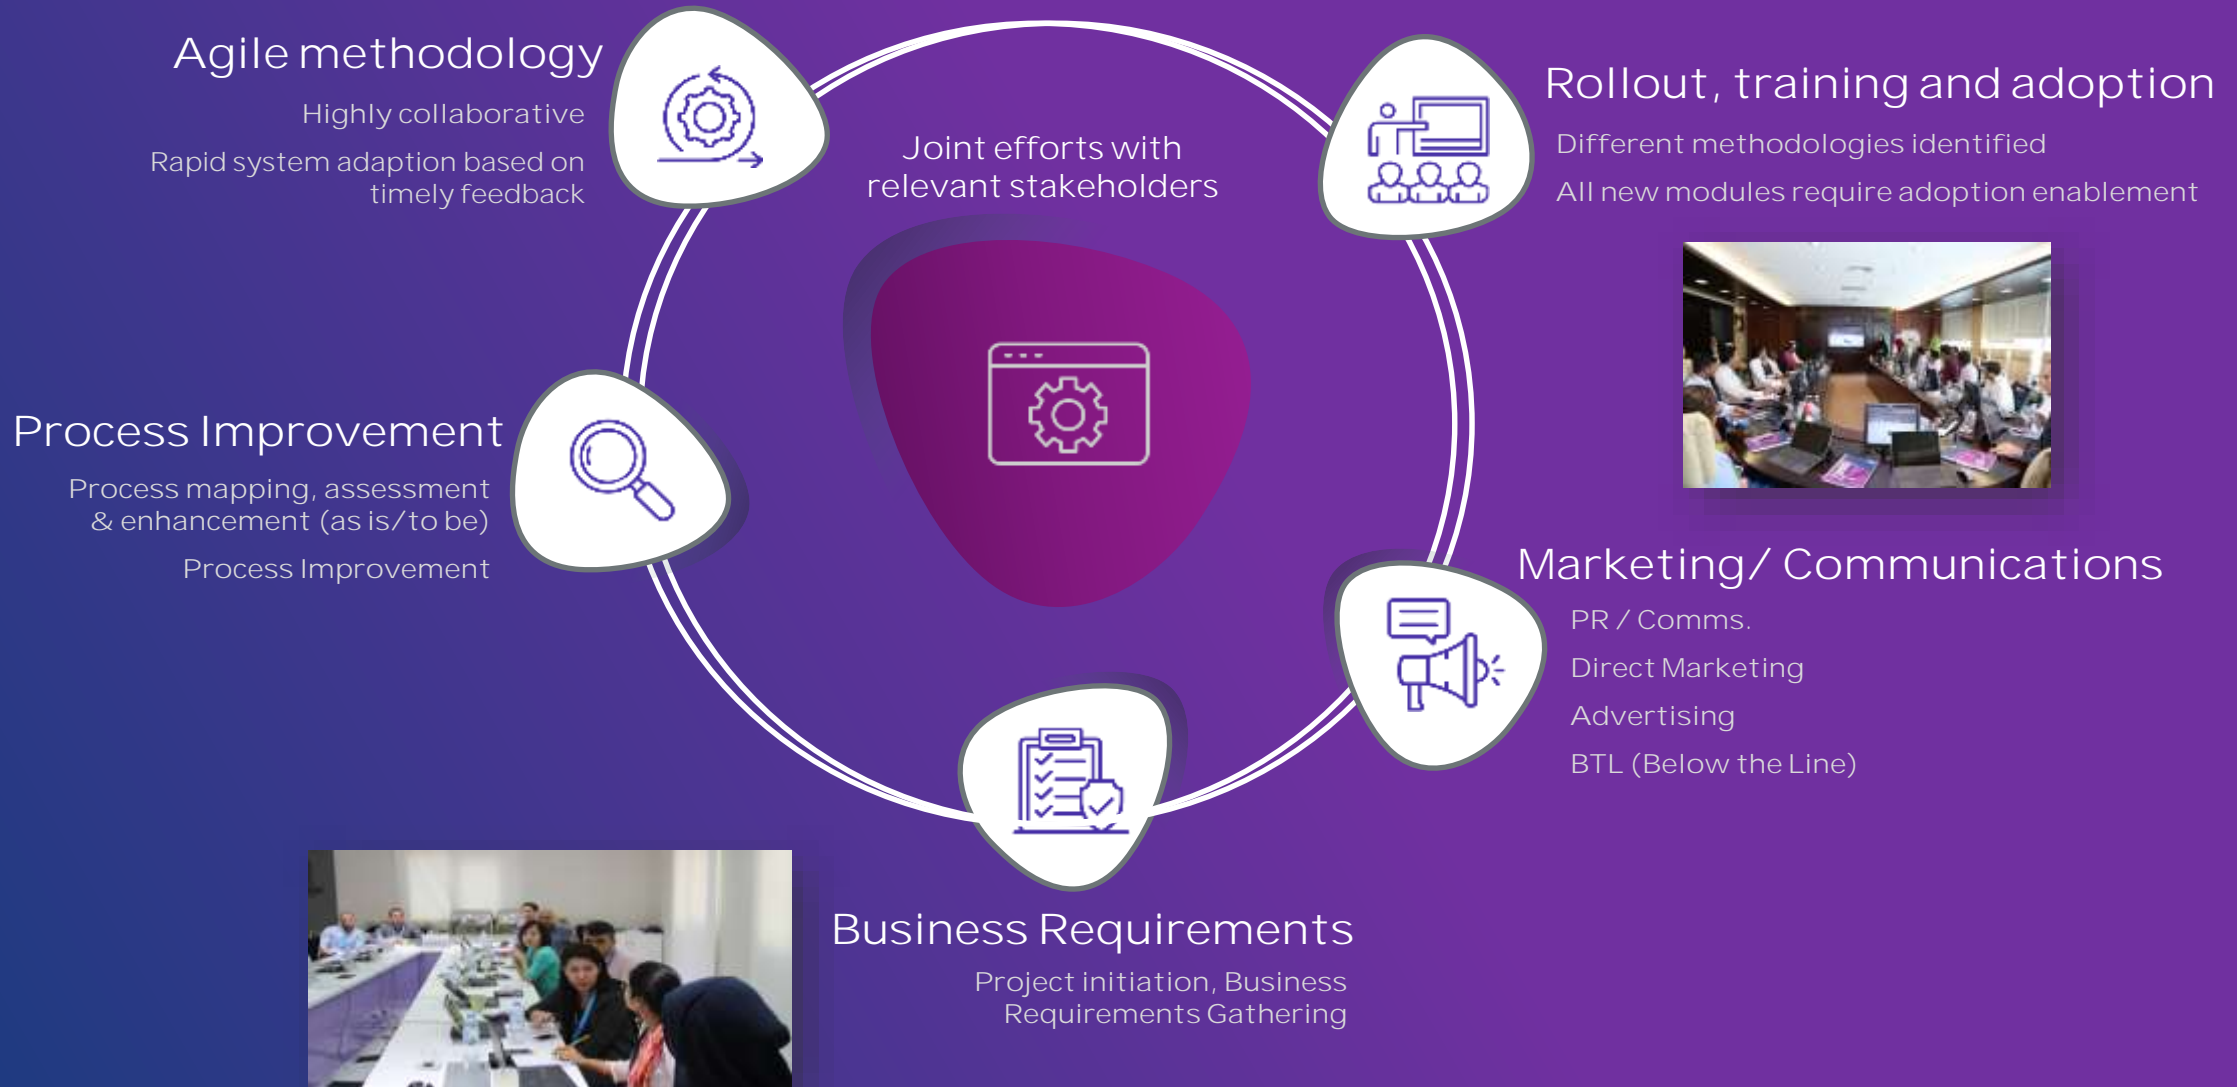 Agile methodology
Highly collaborative
Rapid system adaption based on
timely feedback
Joint efforts with
relevant stakeholders
Rollout, training and adoption
Different methodologies identified
All new modules require adoption enablement
Process Improvement
Process mapping, assessment
& enhancement (as is/to be)
Process Improvement
Marketing/ Communications
PR / Comms.
Direct Marketing
Advertising
BTL (Below the Line)
Business Requirements
Project initiation, Business
Requirements Gathering